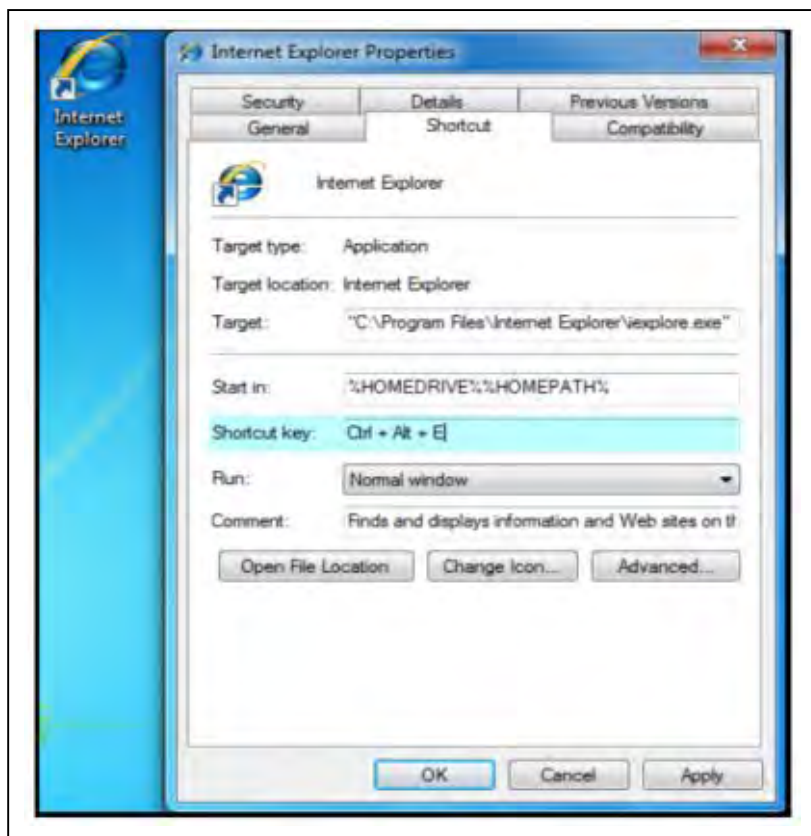 Internet Explorer Properties
Internet
Explorer
Security Details Previous Versions
General Shortcut Compatibility
Internet Explorer
Target type: Application
Target location: Internet Explorer
Target: "C:\Program Files\Internet Explorer\iexplore.exe"
Start in: %HOMEDRIVE%%HOMEPATH%
Shortcut key: Ctrl + Alt + E
Run: Normal window
Comment: Finds and displays information and Web sites on th
Open File Location Change Icon... Advanced...
OK Cancel Apply